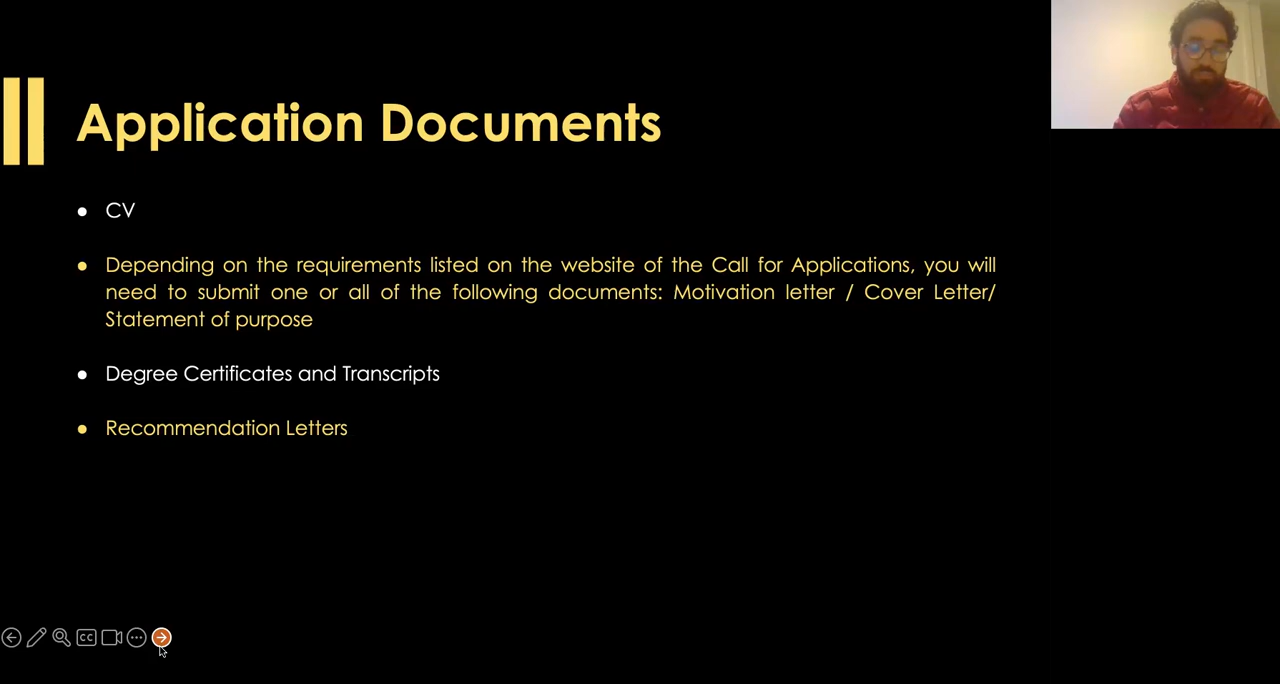 Application Documents
• CV
• Depending on the requirements listed on the website of the Call for Applications, you will
need to submit one or all of the following documents: Motivation letter / Cover Letter/
Statement of purpose
• Degree Certificates and Transcripts
• Recommendation Letters
CC